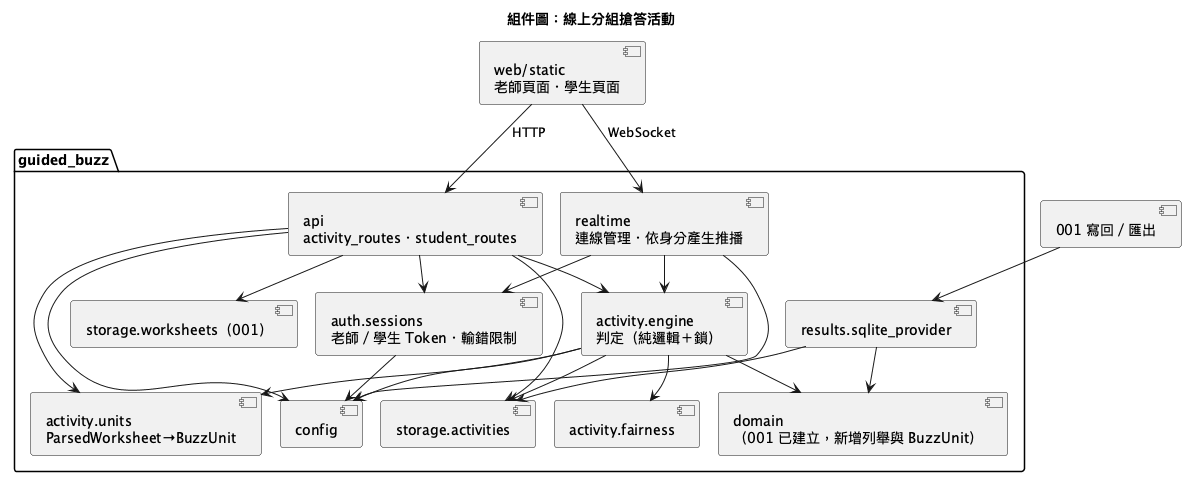 組件圖：線上分組搶答活動
web/static
老師頁面．學生頁面
HTTP
WebSocket
guided_buzz
api
activity_routes．student_routes
realtime
連線管理．依身分產生推播
001 寫回 / 匯出
storage.worksheets（001）
auth.sessions
老師 / 學生 Token．輸錯限制
activity.engine
判定（純邏輯＋鎖）
results.sqlite_provider
activity.units
ParsedWorksheet→BuzzUnit
config
storage.activities
activity.fairness
domain
（001 已建立，新增列舉與 BuzzUnit）